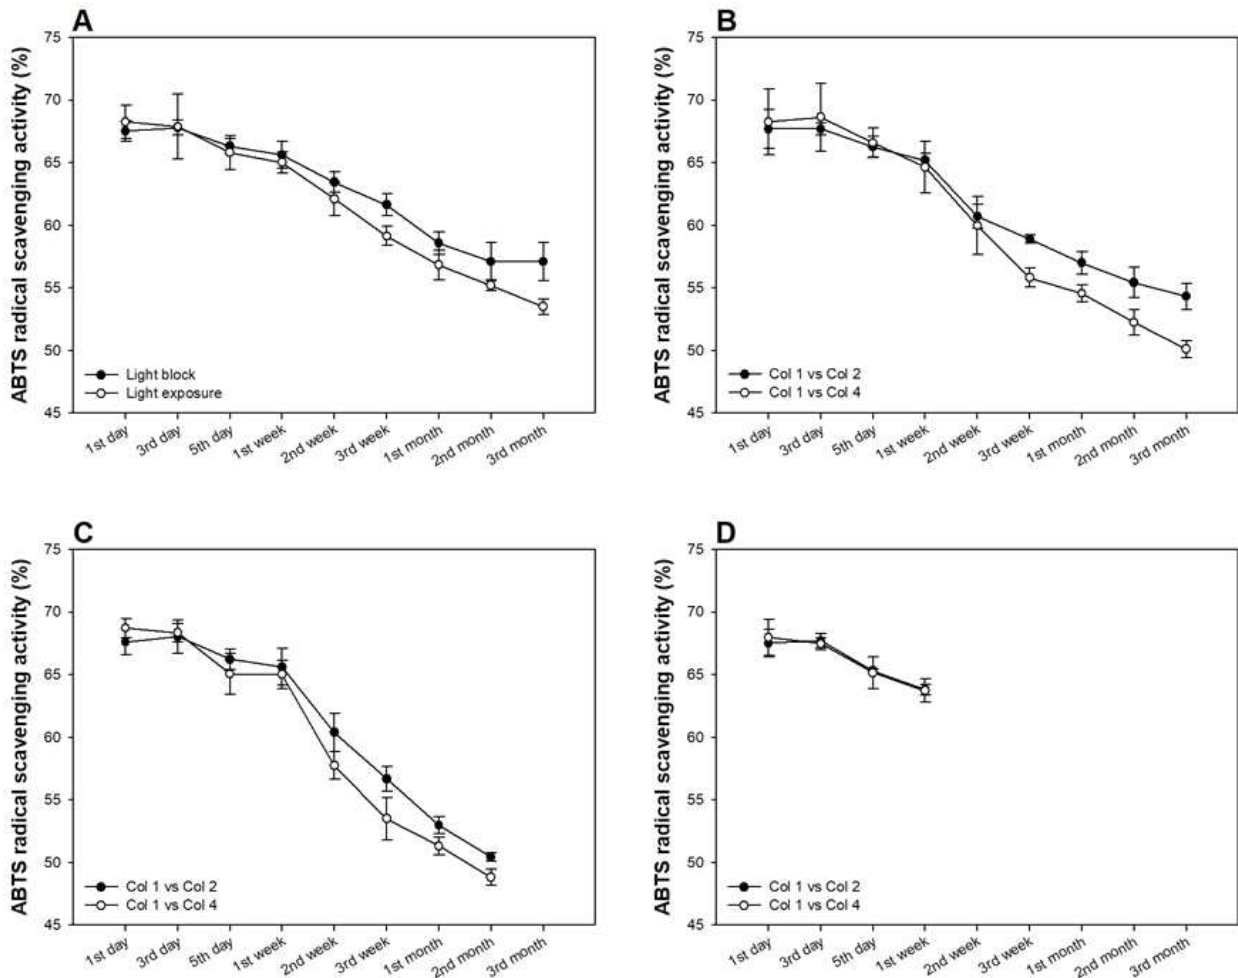 A
ABTS radical scavenging activity (%)
75
70
65
60
55
50
45
Light block
Light exposure
1st day
3rd day
5th day
1st week
2nd week
3rd week
1st month
2nd month
3rd month
B
ABTS radical scavenging activity (%)
75
70
65
60
55
50
45
Col 1 vs Col 2
Col 1 vs Col 4
1st day
3rd day
5th day
1st week
2nd week
3rd week
1st month
2nd month
3rd month
C
ABTS radical scavenging activity (%)
75
70
65
60
55
50
45
Col 1 vs Col 2
Col 1 vs Col 4
1st day
3rd day
5th day
1st week
2nd week
3rd week
1st month
2nd month
3rd month
D
ABTS radical scavenging activity (%)
75
70
65
60
55
50
45
Col 1 vs Col 2
Col 1 vs Col 4
1st day
3rd day
5th day
1st week
2nd week
3rd week
1st month
2nd month
3rd month